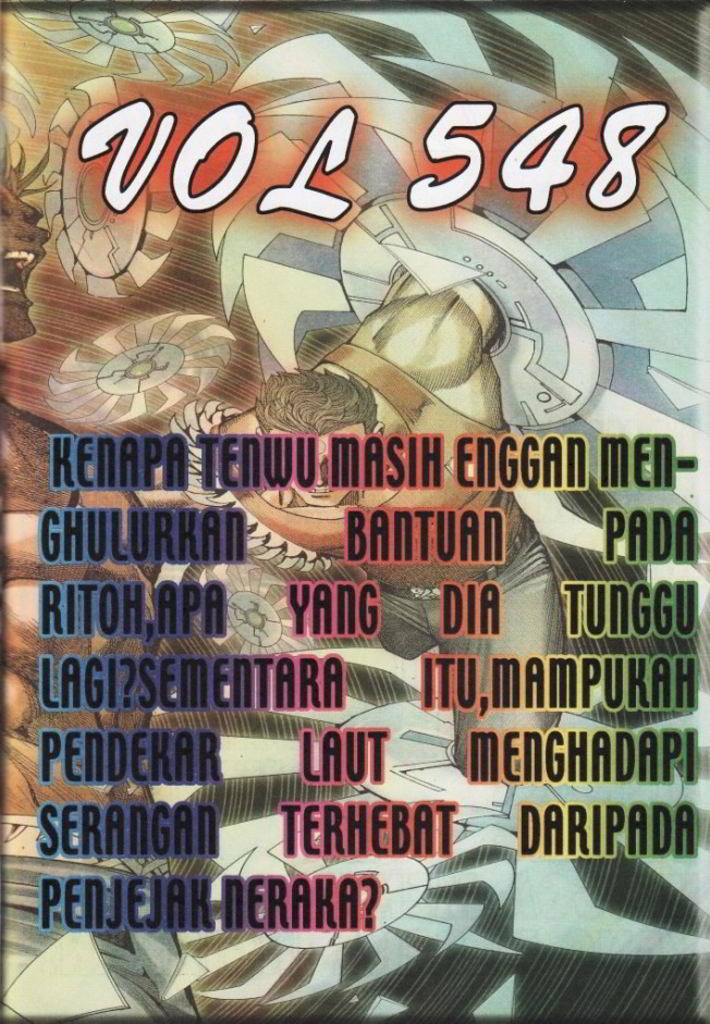 VOL 548
KENAPA TENWU MASIH ENGGAN MEN-
GHULURKAN BANTUAN PADA
RITOH,APA YANG DIA TUNGGU
LAGI?SEMENTARA ITU,MAMPUKAH
PENDEKAR LAUT MENGHADAPI
SERANGAN TERHEBAT DARIPADA
PENJEJAK NERAKA?